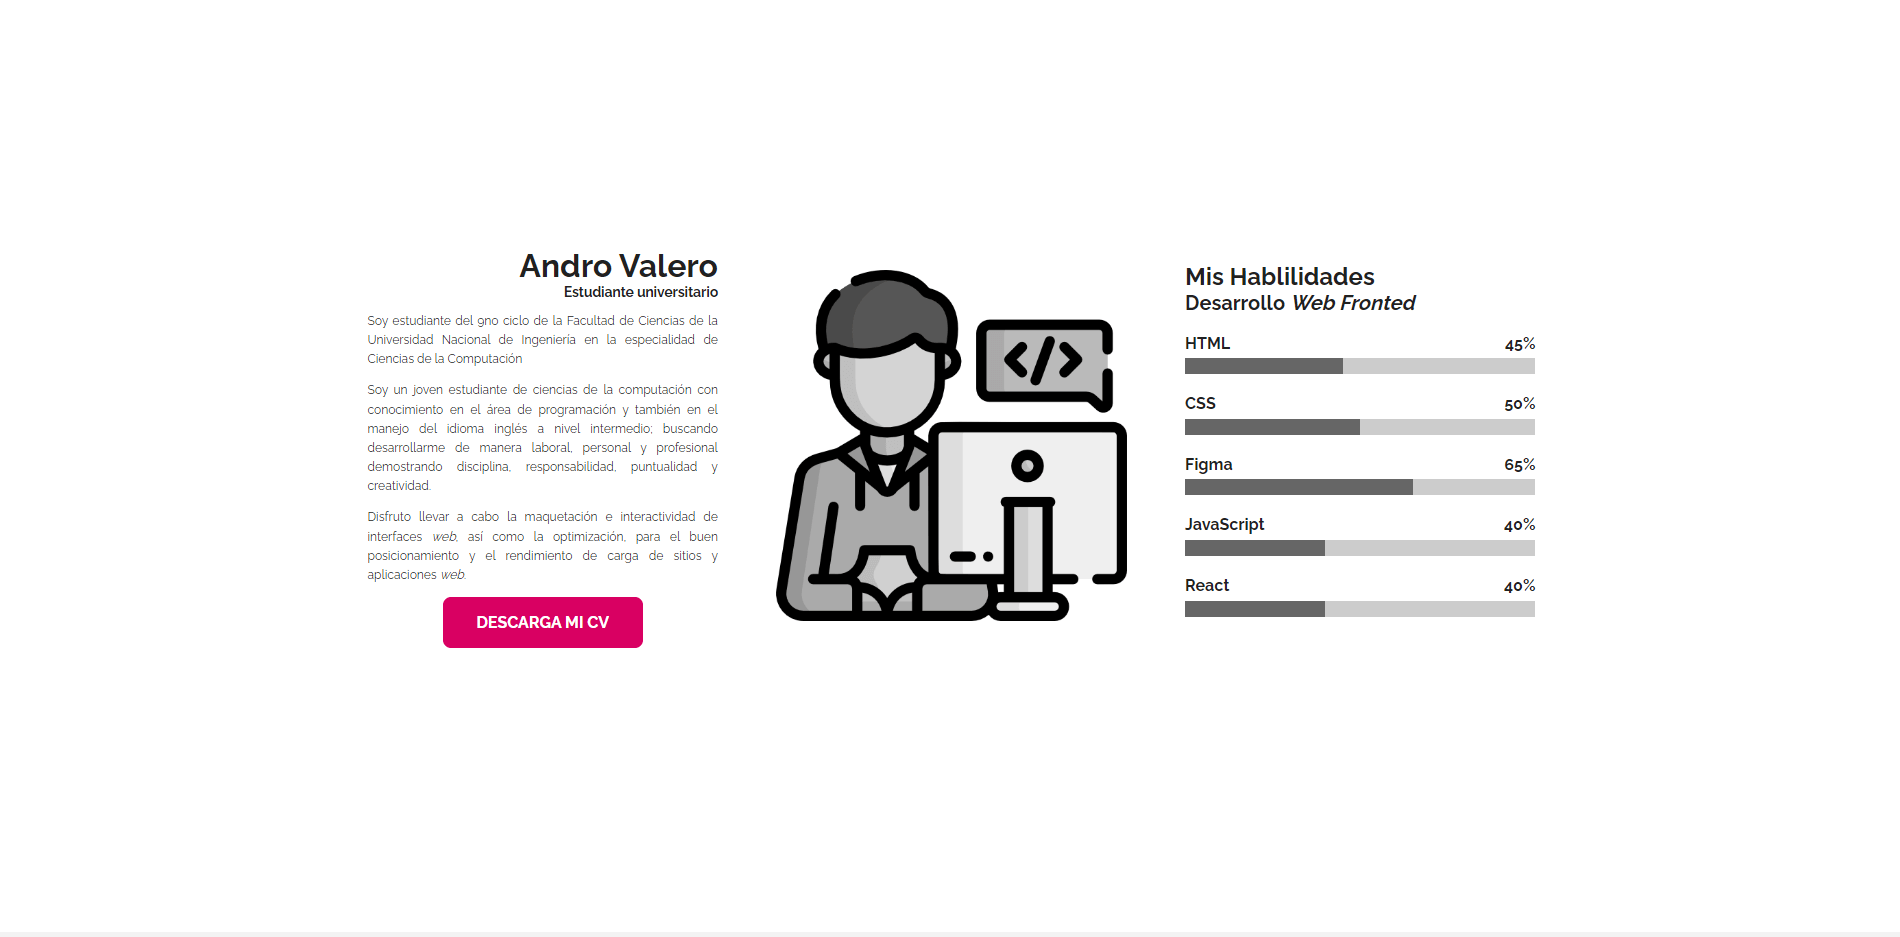 Andro Valero
Estudiante universitario
Soy estudiante del 9no ciclo de la Facultad de Ciencias de la
Universidad Nacional de Ingeniería en la especialidad de
Ciencias de la Computación
Soy un joven estudiante de ciencias de la computación con
conocimiento en el área de programación y también en el
manejo del idioma inglés a nivel intermedio; buscando
desarrollarme de manera laboral, personal y profesional
demostrando disciplina, responsabilidad, puntualidad y
creatividad.
Disfruto llevar a cabo la maquetación e interactividad de
interfaces web, así como la optimización, para el buen
posicionamiento y el rendimiento de carga de sitios y
aplicaciones web.
DESCARGA MI CV
</>
Mis Hablilidades
Desarrollo Web Fronted
HTML 45%
CSS 50%
Figma 65%
JavaScript 40%
React 40%